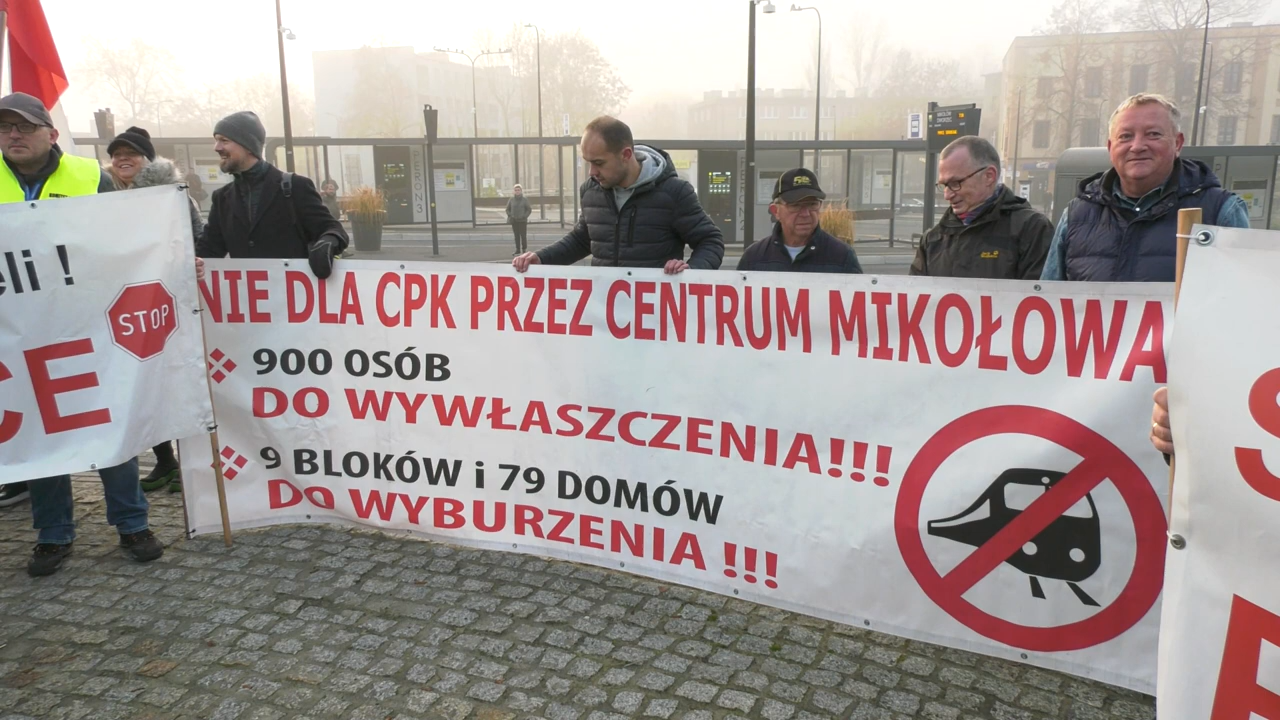 eli !
STOP
CE
NIE DLA CPK PRZEZ CENTRUM MIKOŁOWA
900 OSÓB
DO WYWŁASZCZENIA!!!
9 BLOKÓW i 79 DOMÓW
DO WYBURZENIA !!!
S